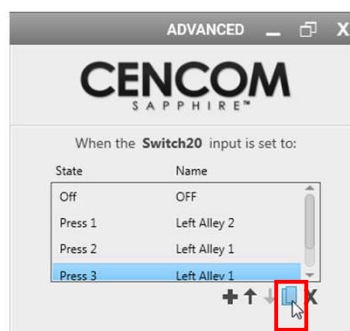 ADVANCED
CENCOM
SAPPHIRE™
When the Switch20 input is set to:
State Name
Off OFF
Press 1 Left Alley 2
Press 2 Left Alley 1
Press 3 Left Alley 1